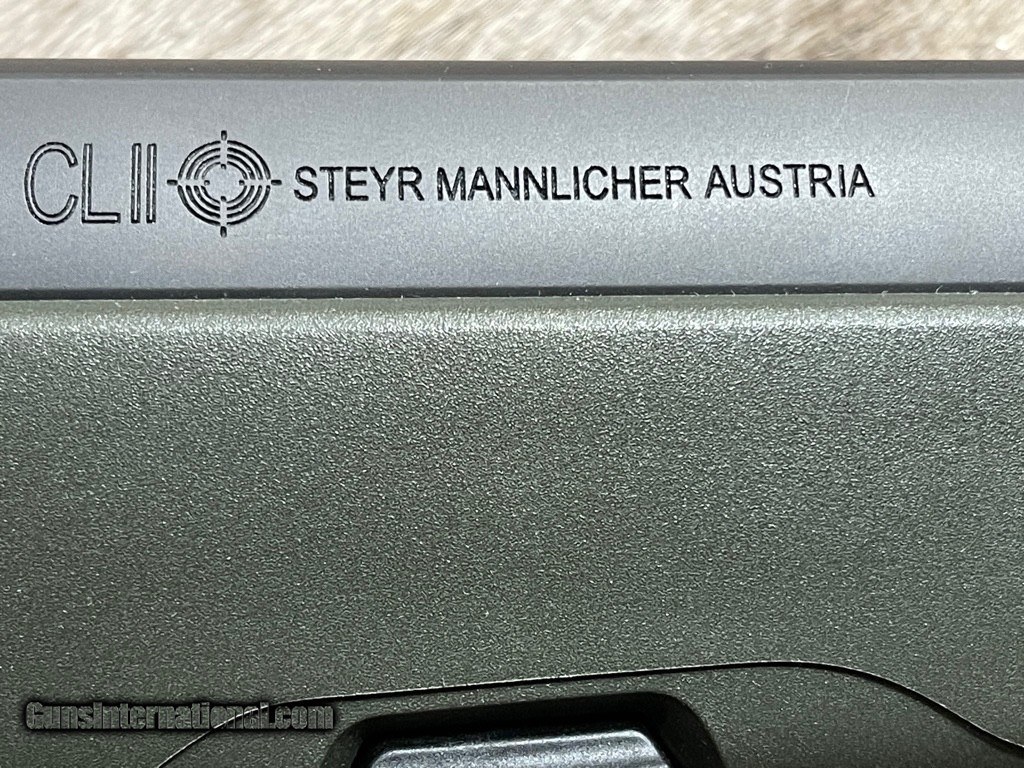 CLII STEYR MANNLICHER AUSTRIA
GunsInternational.com